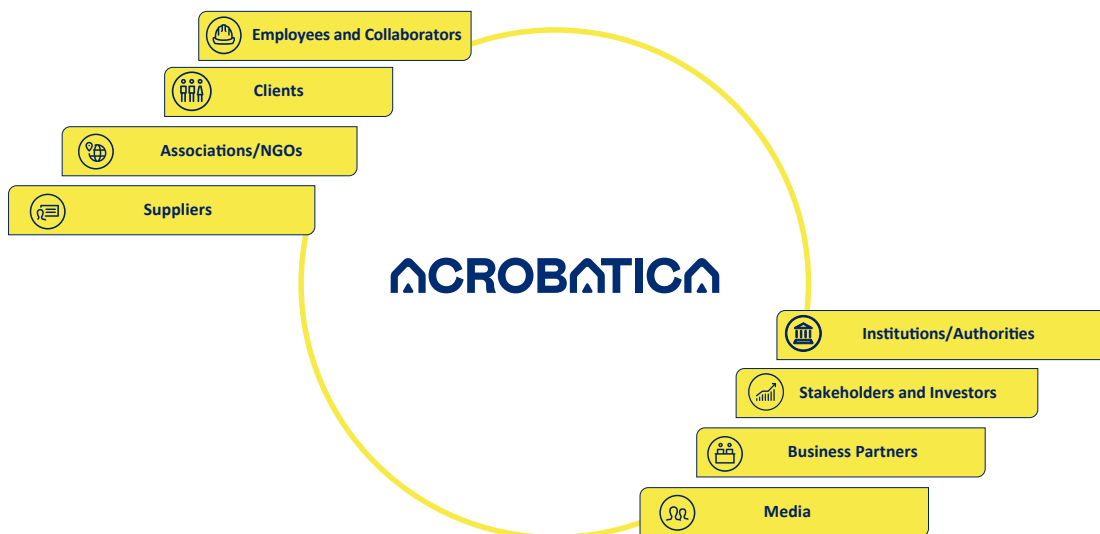 Employees and Collaborators
Clients
Associations/NGOs
Suppliers
ACROBATICA
Institutions/Authorities
Stakeholders and Investors
Business Partners
Media